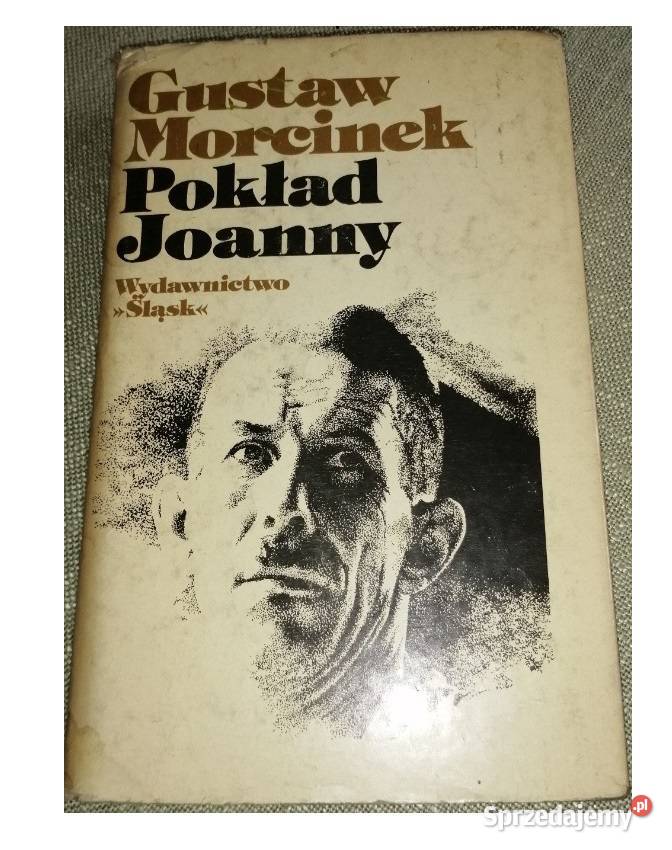 Gustaw
Morcinek
Pokład
Joanny
Wydawnictwo
»Śląsk«
Sprzedajemy.pl